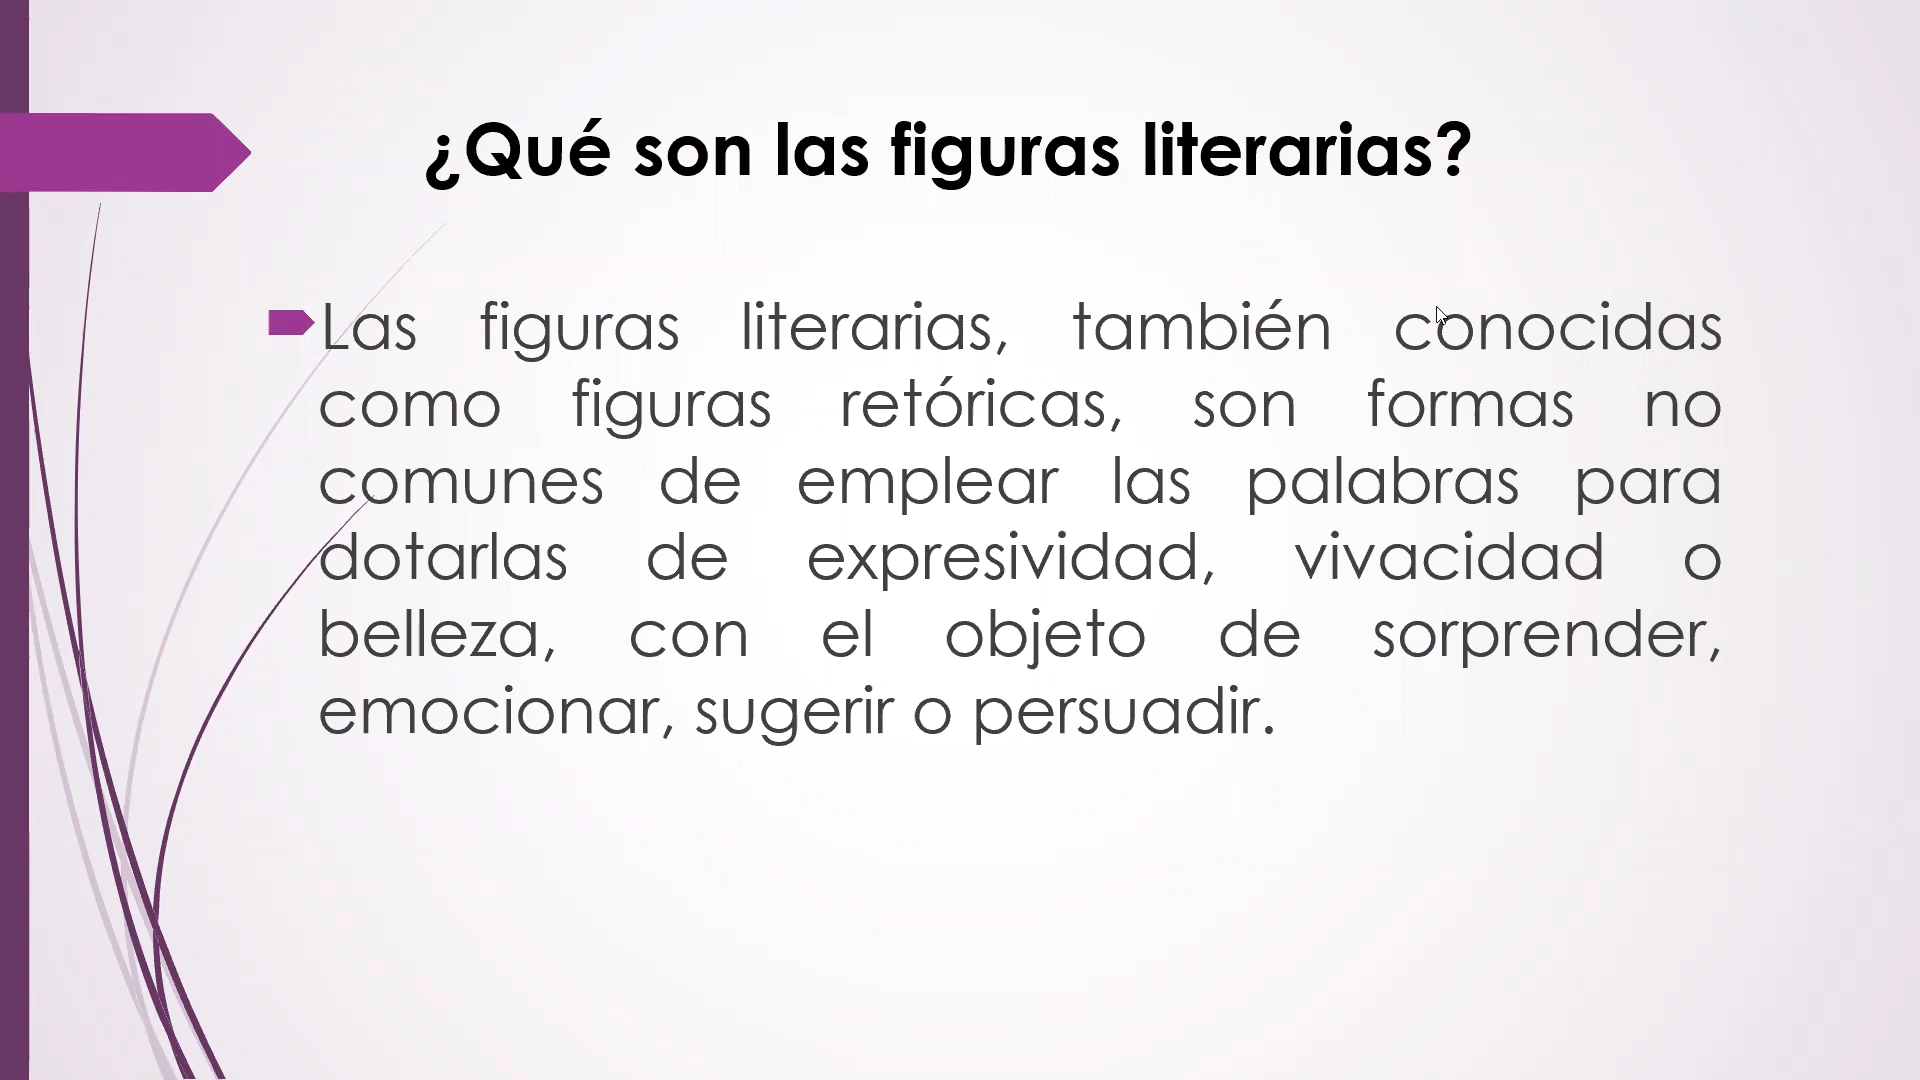 ¿Qué son las figuras literarias?
Las figuras literarias, también conocidas
como figuras retóricas, son formas no
comunes de emplear las palabras para
dotarlas de expresividad, vivacidad o
belleza, con el objeto de sorprender,
emocionar, sugerir o persuadir.